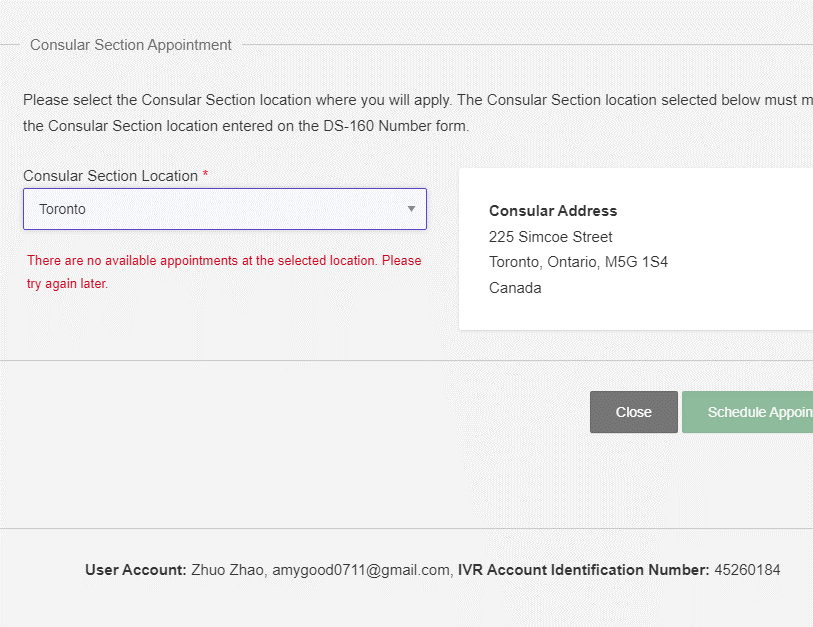 Consular Section Appointment
Please select the Consular Section location where you will apply. The Consular Section location selected below must m
the Consular Section location entered on the DS-160 Number form.
Consular Section Location *
Toronto
There are no available appointments at the selected location. Please
try again later.
Consular Address
225 Simcoe Street
Toronto, Ontario, M5G 1S4
Canada
Close
Schedule Appoin
User Account: Zhuo Zhao, amygood0711@gmail.com, IVR Account Identification Number: 45260184